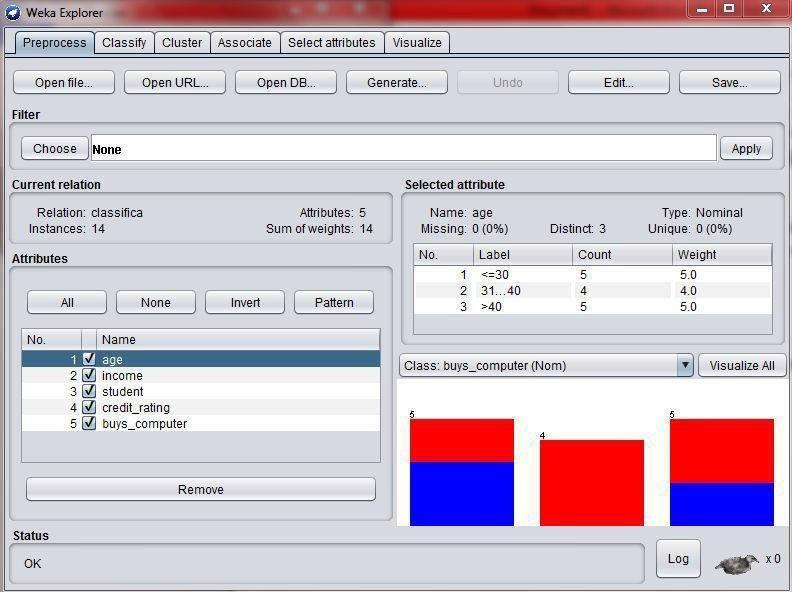 Weka Explorer
Preprocess Classify Cluster Associate Select attributes Visualize
Open file... Open URL... Open DB... Generate... Undo Edit... Save...
Filter
Choose None Apply
Current relation
Relation: classifica Attributes: 5
Instances: 14 Sum of weights: 14
Attributes
All None Invert Pattern
No. Name
1 age
2 income
3 student
4 credit_rating
5 buys_computer
Remove
Selected attribute
Name: age Type: Nominal
Missing: 0 (0%) Distinct: 3 Unique: 0 (0%)
No. Label Count Weight
1 <=30 5 5.0
2 31...40 4 4.0
3 >40 5 5.0
Class: buys_computer (Nom) Visualize All
5 4 5
Status
OK
Log x 0